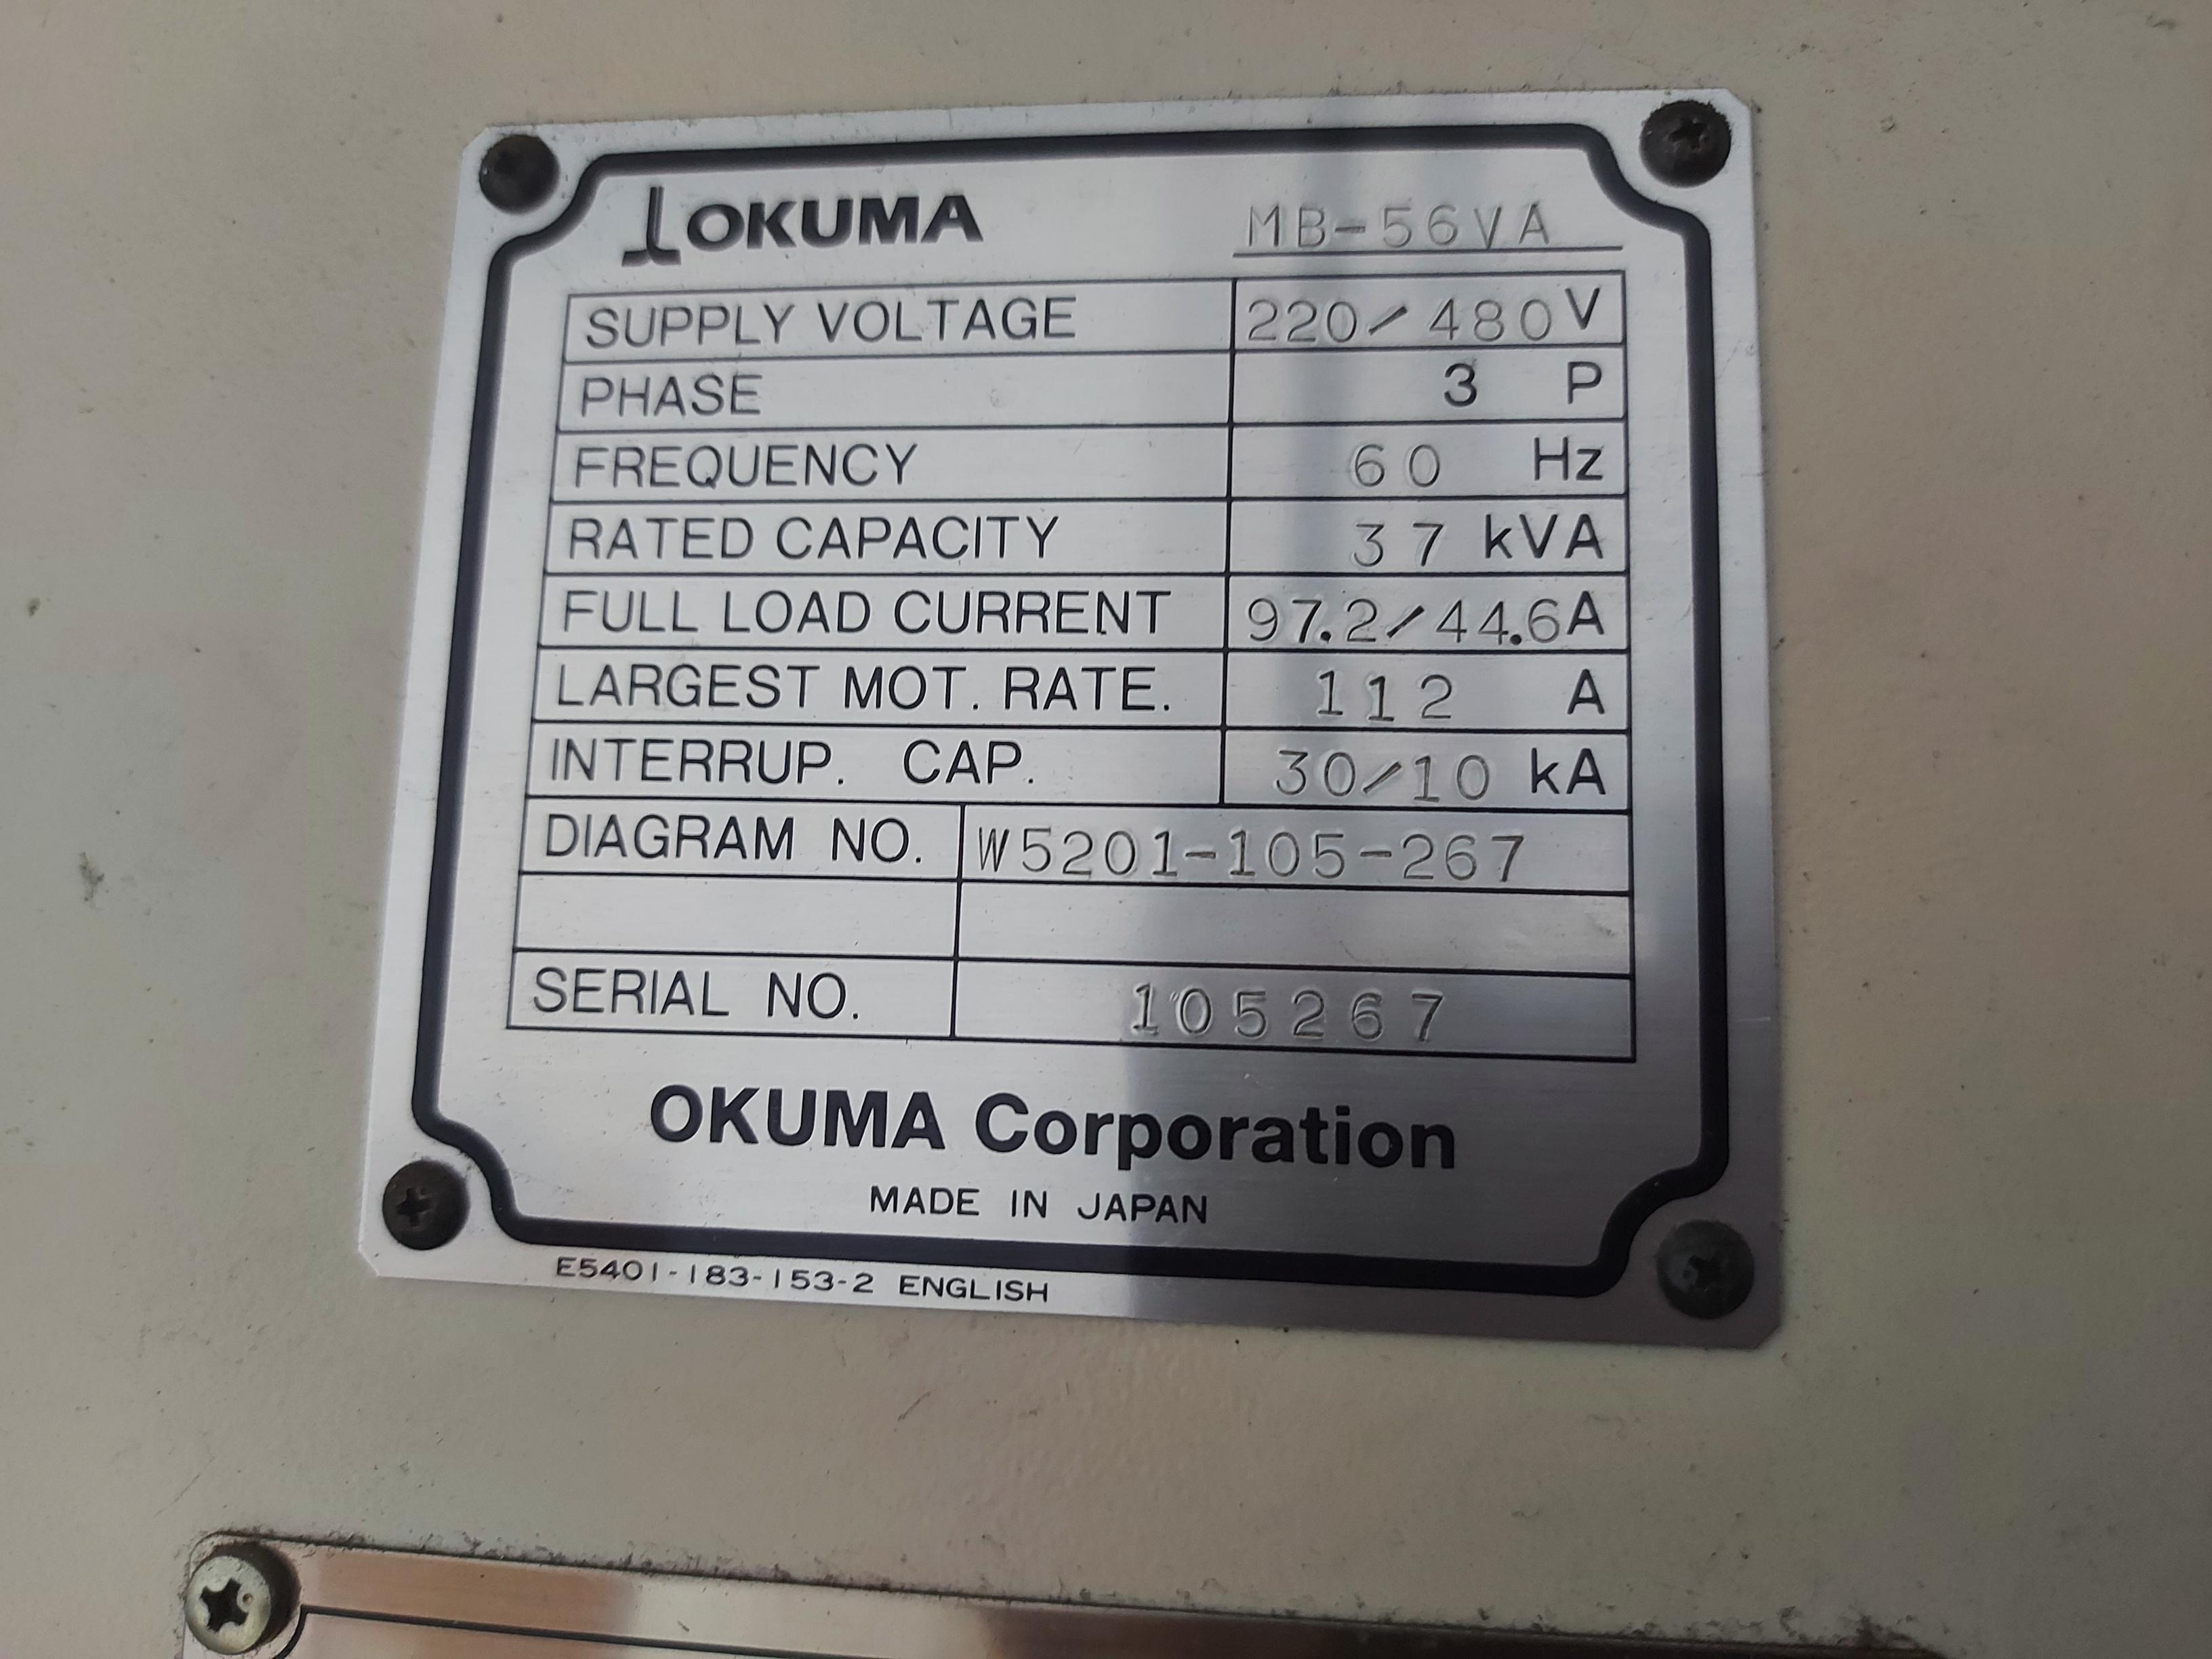 OKUMA MB-56VA
SUPPLY VOLTAGE 220/480V
PHASE 3 P
FREQUENCY 60 Hz
RATED CAPACITY 37 kVA
FULL LOAD CURRENT 97.2/44.6A
LARGEST MOT. RATE. 112 A
INTERRUP. CAP. 30/10 kA
DIAGRAM NO. W5201-105-267
SERIAL NO. 105267
OKUMA Corporation
MADE IN JAPAN
E5401-183-153-2 ENGLISH